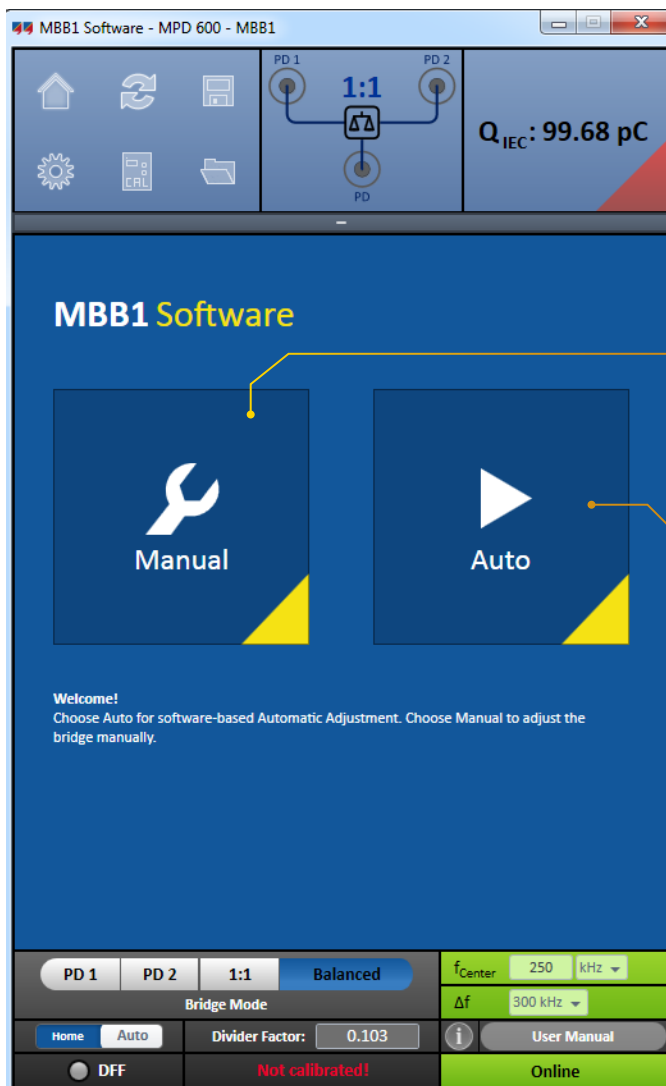 MBB1 Software - MPD 600 - MBB1
PD 1
PD 2
1:1
PD
CAL
Q IEC: 99.68 pC
MBB1 Software
Manual
Auto
Welcome!
Choose Auto for software-based Automatic Adjustment. Choose Manual to adjust the
bridge manually.
PD 1 PD 2 1:1 Balanced
Bridge Mode
fCenter 250 kHz
Δf 300 kHz
Home Auto Divider Factor: 0.103 i User Manual
DFF Not calibrated! Online